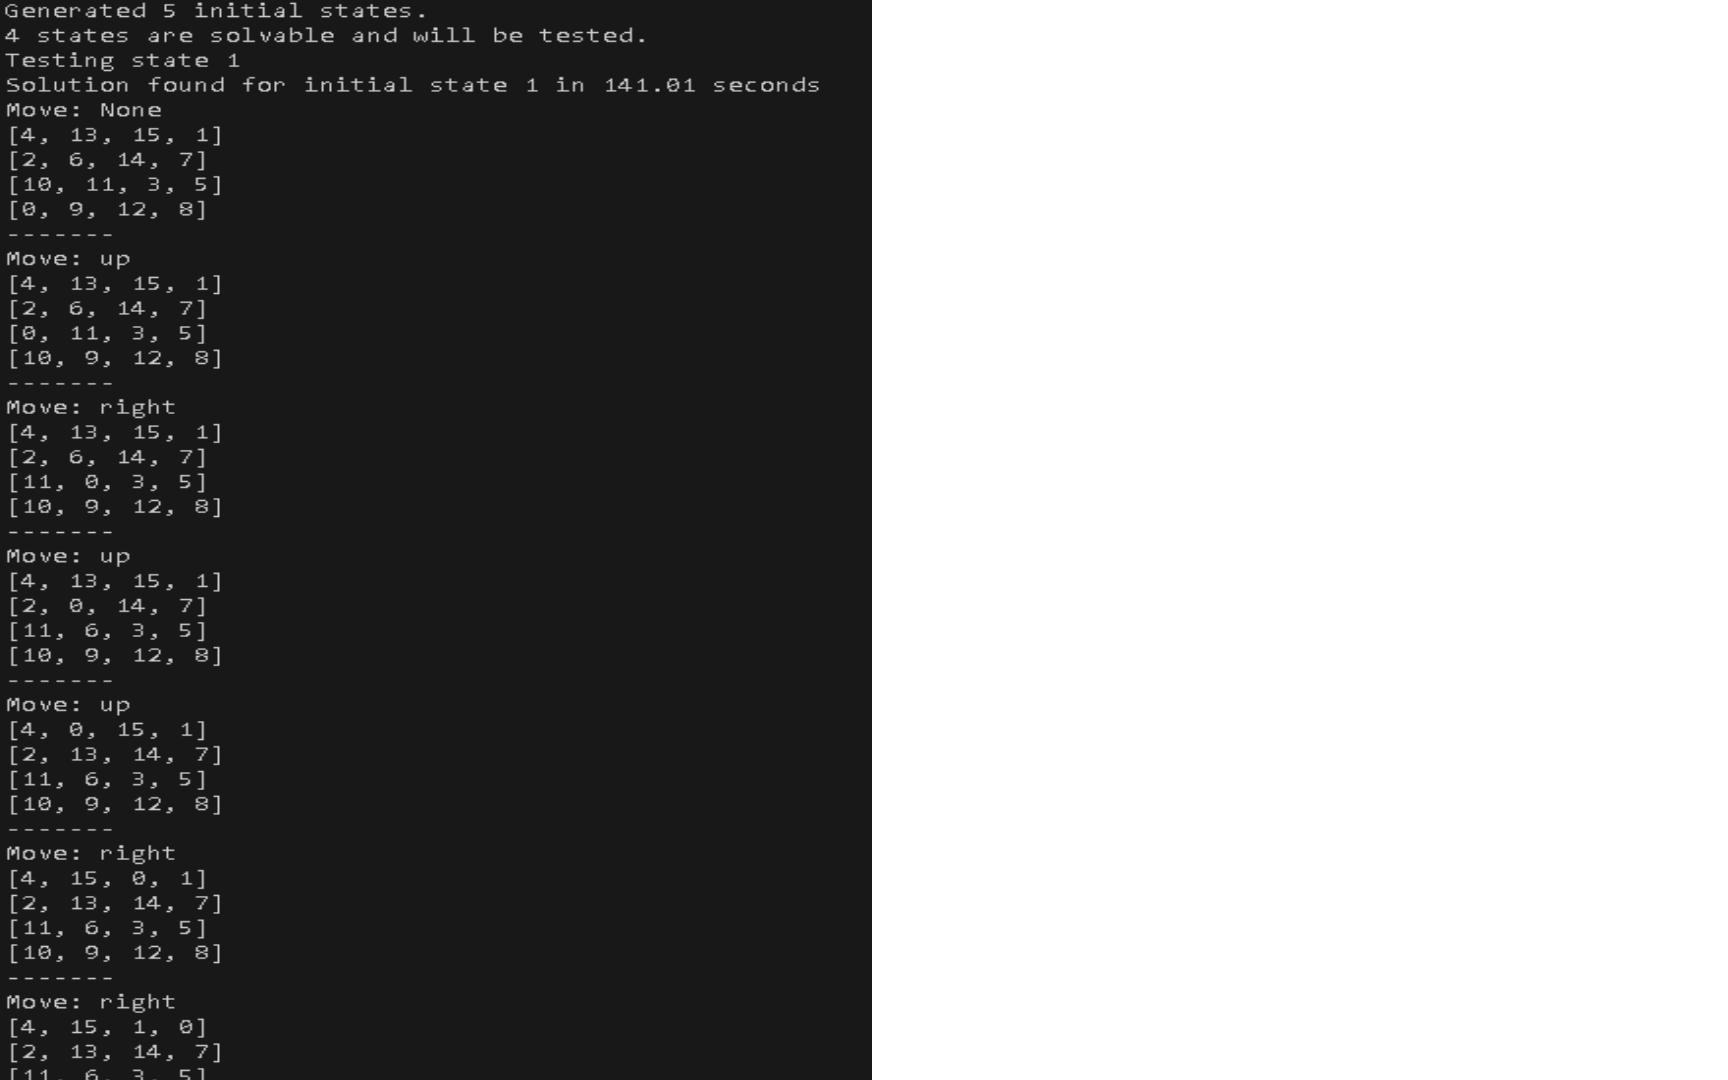 Generated 5 initial states.
4 states are solvable and will be tested.
Testing state 1
Solution found for initial state 1 in 141.01 seconds
Move: None
[4, 13, 15, 1]
[2, 6, 14, 7]
[10, 11, 3, 5]
[0, 9, 12, 8]
-------
Move: up
[4, 13, 15, 1]
[2, 6, 14, 7]
[0, 11, 3, 5]
[10, 9, 12, 8]
-------
Move: right
[4, 13, 15, 1]
[2, 6, 14, 7]
[11, 0, 3, 5]
[10, 9, 12, 8]
-------
Move: up
[4, 13, 15, 1]
[2, 0, 14, 7]
[11, 6, 3, 5]
[10, 9, 12, 8]
-------
Move: up
[4, 0, 15, 1]
[2, 13, 14, 7]
[11, 6, 3, 5]
[10, 9, 12, 8]
-------
Move: right
[4, 15, 0, 1]
[2, 13, 14, 7]
[11, 6, 3, 5]
[10, 9, 12, 8]
-------
Move: right
[4, 15, 1, 0]
[2, 13, 14, 7]
[11, 6, 3, 5]